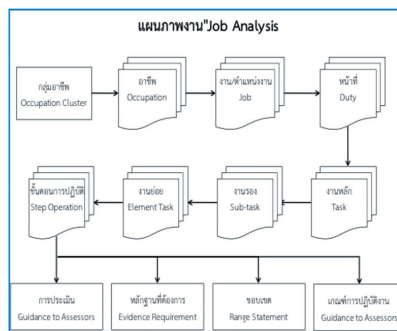 แผนภาพงาน"Job Analysis
กลุ่มอาชีพ
Occupation Cluster
อาชีพ
Occupation
งาน/ตำแหน่งงาน
Job
หน้าที่
Duty
ขั้นตอนการปฏิบัติ
Step Operation
งานย่อย
Element Task
งานรอง
Sub-task
งานหลัก
Task
การประเมิน
Guidance to Assessors
หลักฐานที่ต้องการ
Evidence Requirement
ขอบเขต
Range Statement
เกณฑ์การปฏิบัติงาน
Guidance to Assessors